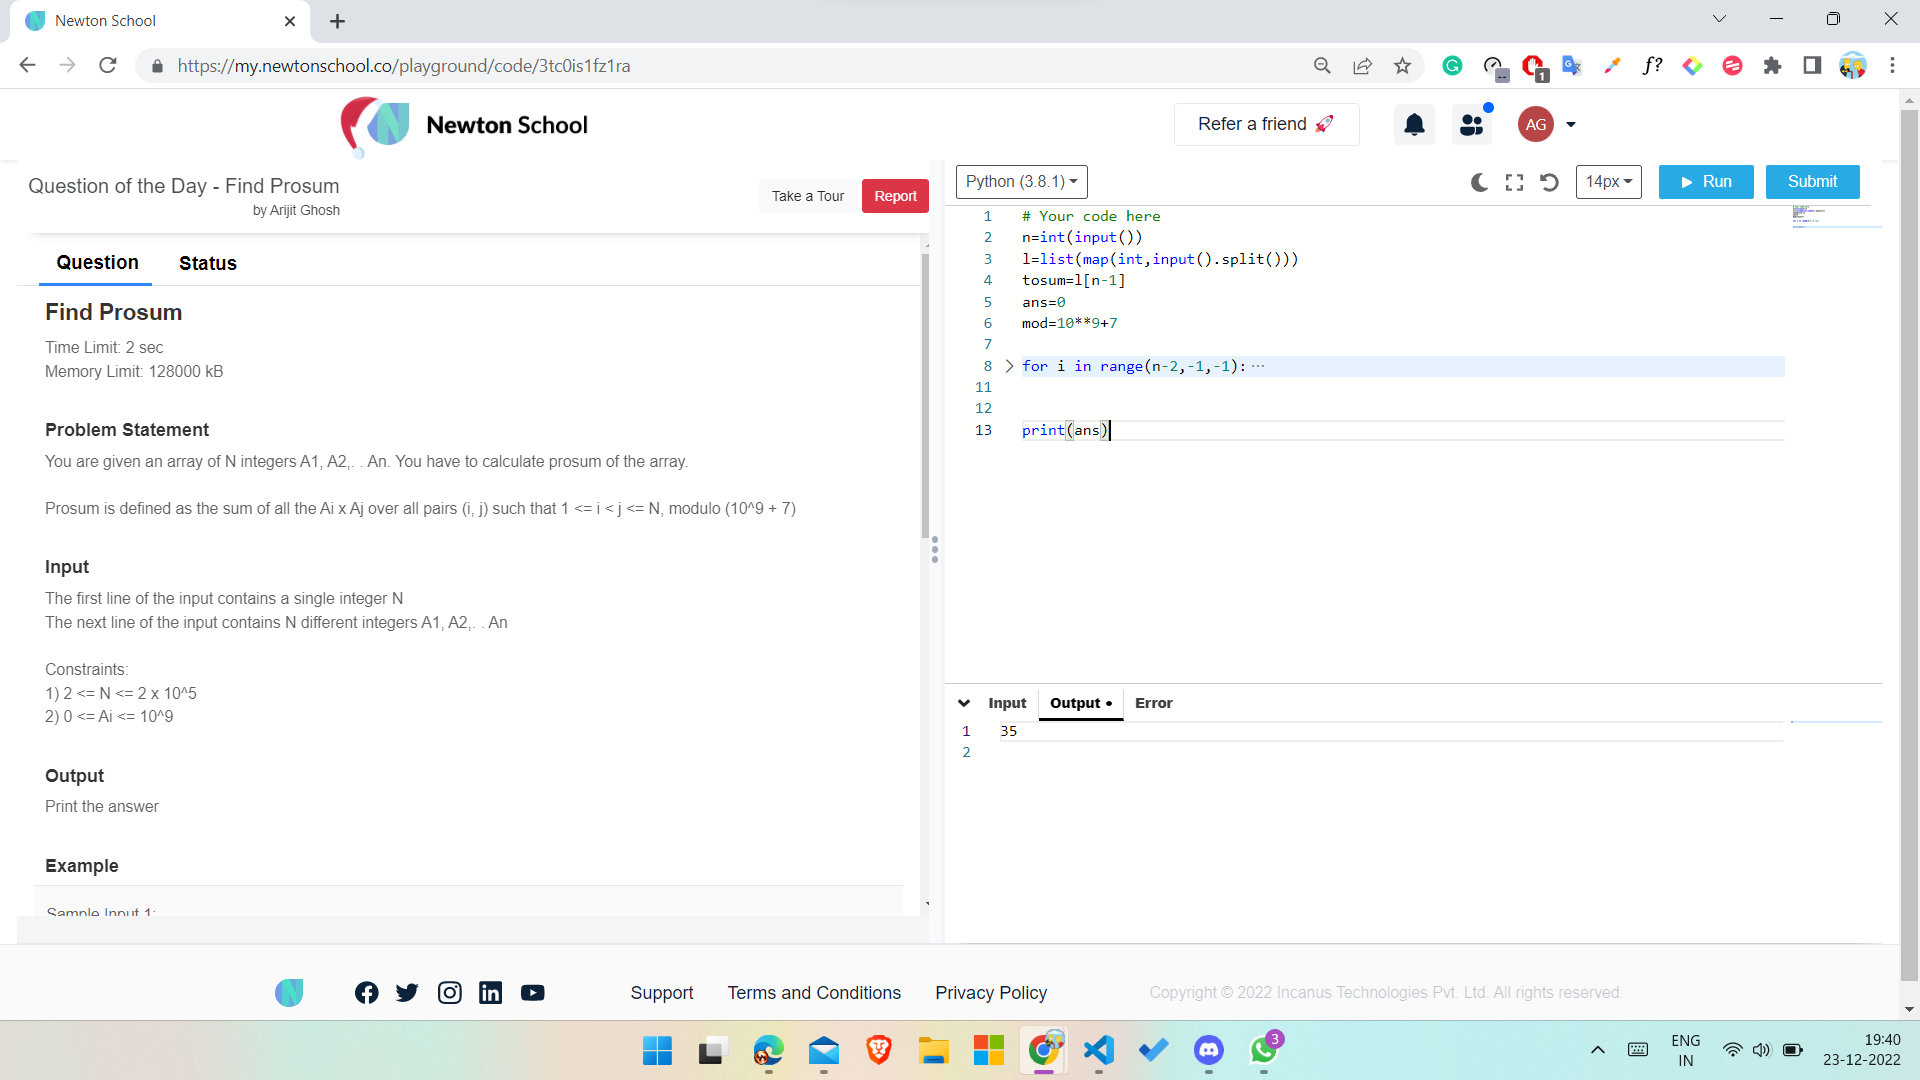 Newton School
https://my.newtonschool.co/playground/code/3tc0is1fz1ra
1
f?
Newton School
Refer a friend 🚀
AG
Question of the Day - Find Prosum
by Arijit Ghosh
Take a Tour
Report
Question
Status
Find Prosum
Time Limit: 2 sec
Memory Limit: 128000 kB
Problem Statement
You are given an array of N integers A1, A2,. . An. You have to calculate prosum of the array.
Prosum is defined as the sum of all the Ai x Aj over all pairs (i, j) such that 1 <= i < j <= N, modulo (10^9 + 7)
Input
The first line of the input contains a single integer N
The next line of the input contains N different integers A1, A2,. . An
Constraints:
1) 2 <= N <= 2 x 10^5
2) 0 <= Ai <= 10^9
Output
Print the answer
Example
Sample Input 1:
Python (3.8.1)
14px
Run
Submit
1 # Your code here
2 n=int(input())
3 l=list(map(int,input().split()))
4 tosum=l[n-1]
5 ans=0
6 mod=10**9+7
7
8 for i in range(n-2,-1,-1):···
11
12
13 print(ans)
Input
Output •
Error
1 35
2
Support
Terms and Conditions
Privacy Policy
Copyright © 2022 Incanus Technologies Pvt. Ltd. All rights reserved.
3
ENG
IN
19:40
23-12-2022